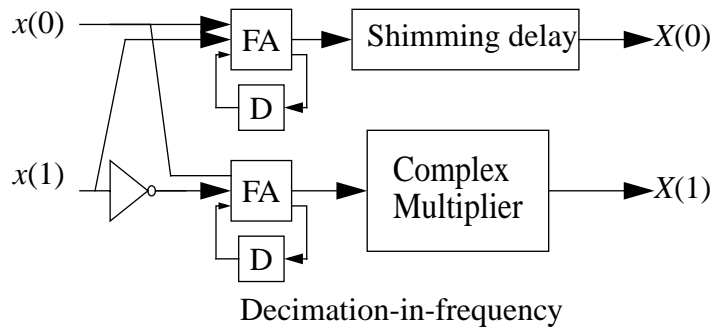 x(0)
FA
Shimming delay
X(0)
D
x(1)
FA
Complex
Multiplier
X(1)
D
Decimation-in-frequency